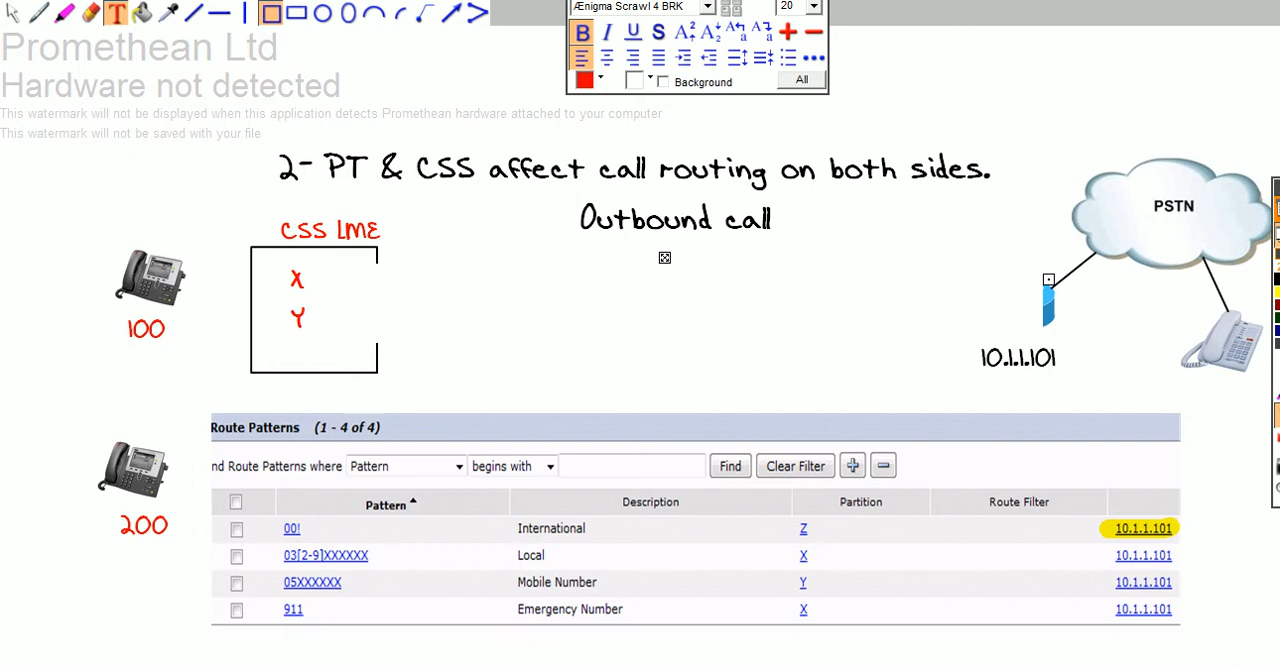 Ænigma Scrawl 4 BRK 20
B I U S A² A₂ A a A a
Background All
Promethean Ltd
Hardware not detected
This watermark will not be displayed when this application detects Promethean hardware attached to your computer
This watermark will not be saved with your file
2- PT & CSS affect call routing on both sides.
Outbound call
PSTN
CSS LME
X
Y
100
10.1.1.101
200
Route Patterns (1 - 4 of 4)
nd Route Patterns where Pattern begins with Find Clear Filter
Pattern Description Partition Route Filter
00! International Z 10.1.1.101
03[2-9]XXXXXX Local X 10.1.1.101
05XXXXXX Mobile Number Y 10.1.1.101
911 Emergency Number X 10.1.1.101